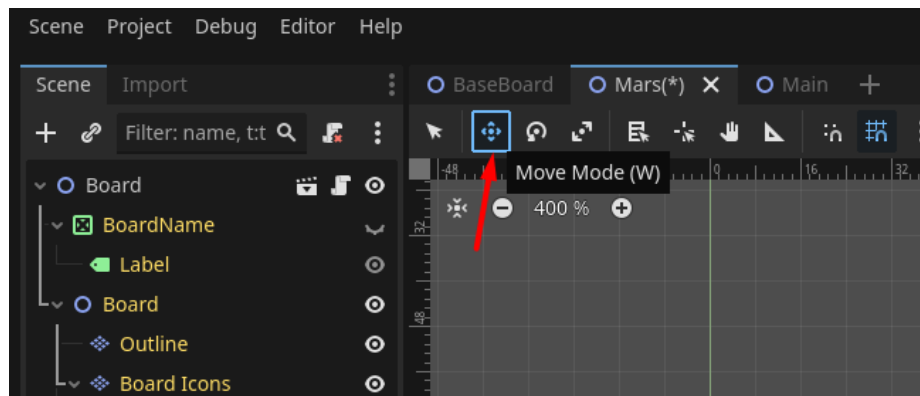 Scene Project Debug Editor Help
Scene Import
BaseBoard Mars(*) Main
Filter: name, t:t
Move Mode (W)
-48 0 16 32
Board
400 %
BoardName
32
Label
Board
48
Outline
Board Icons